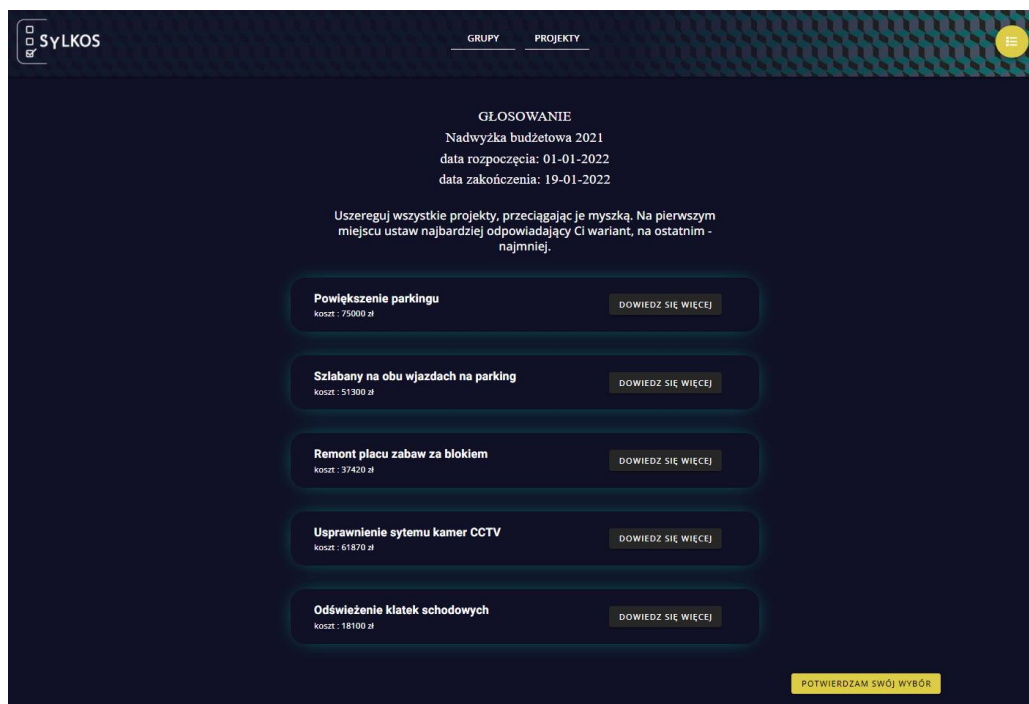 SyLKOS
GRUPY PROJEKTY
GŁOSOWANIE
Nadwyżka budżetowa 2021
data rozpoczęcia: 01-01-2022
data zakończenia: 19-01-2022
Uszereguj wszystkie projekty, przeciągając je myszką. Na pierwszym
miejscu ustaw najbardziej odpowiadający Ci wariant, na ostatnim -
najmniej.
Powiększenie parkingu
koszt : 75000 zł
DOWIEDZ SIĘ WIĘCEJ
Szlabany na obu wjazdach na parking
koszt : 51300 zł
DOWIEDZ SIĘ WIĘCEJ
Remont placu zabaw za blokiem
koszt : 37420 zł
DOWIEDZ SIĘ WIĘCEJ
Usprawnienie sytemu kamer CCTV
koszt : 61870 zł
DOWIEDZ SIĘ WIĘCEJ
Odświeżenie klatek schodowych
koszt : 18100 zł
DOWIEDZ SIĘ WIĘCEJ
POTWIERDZAM SWÓJ WYBÓR